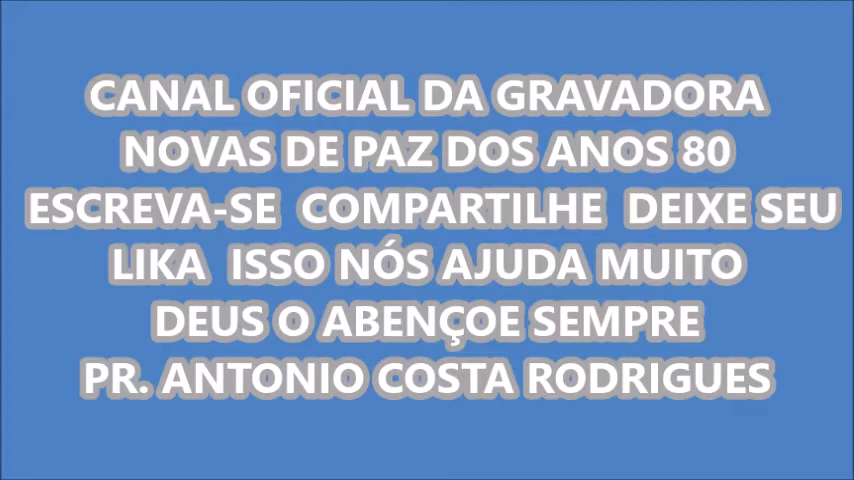 CANAL OFICIAL DA GRAVADORA
NOVAS DE PAZ DOS ANOS 80
ESCREVA-SE COMPARTILHE DEIXE SEU
LIKA ISSO NÓS AJUDA MUITO
DEUS O ABENÇOE SEMPRE
PR. ANTONIO COSTA RODRIGUES